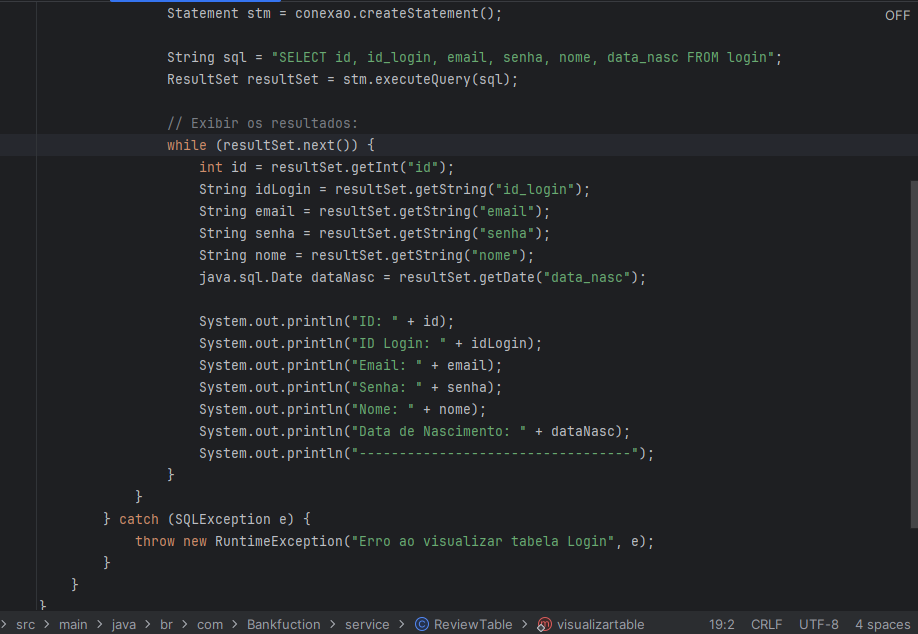 Statement stm = conexao.createStatement();
OFF
String sql = "SELECT id, id_login, email, senha, nome, data_nasc FROM login";
ResultSet resultSet = stm.executeQuery(sql);
// Exibir os resultados:
while (resultSet.next()) {
int id = resultSet.getInt("id");
String idLogin = resultSet.getString("id_login");
String email = resultSet.getString("email");
String senha = resultSet.getString("senha");
String nome = resultSet.getString("nome");
java.sql.Date dataNasc = resultSet.getDate("data_nasc");
System.out.println("ID: " + id);
System.out.println("ID Login: " + idLogin);
System.out.println("Email: " + email);
System.out.println("Senha: " + senha);
System.out.println("Nome: " + nome);
System.out.println("Data de Nascimento: " + dataNasc);
System.out.println("----------------------------------");
}
}
} catch (SQLException e) {
throw new RuntimeException("Erro ao visualizar tabela Login", e);
}
}
}
> src > main > java > br > com > Bankfuction > service > ReviewTable > visualizartable 19:2 CRLF UTF-8 4 spaces